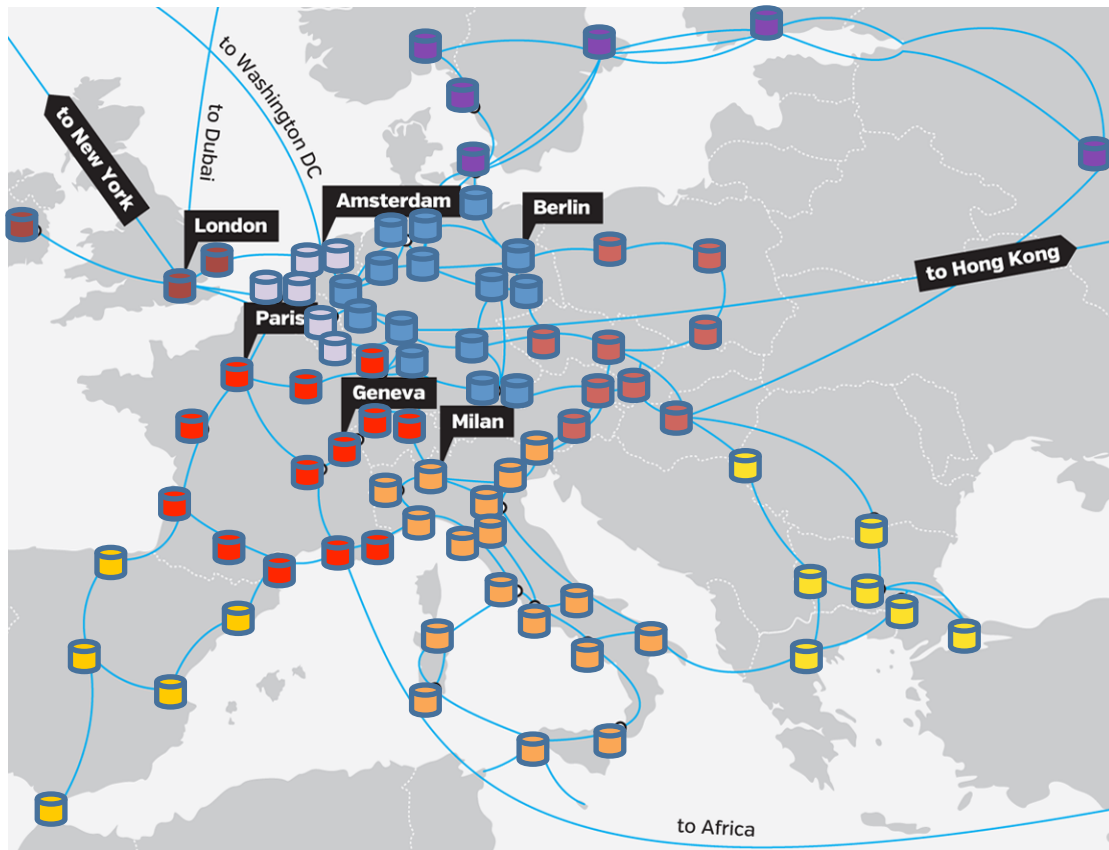 to Washington DC
to Dubai
to New York
Amsterdam
London
Berlin
to Hong Kong
Paris
Geneva
Milan
to Africa